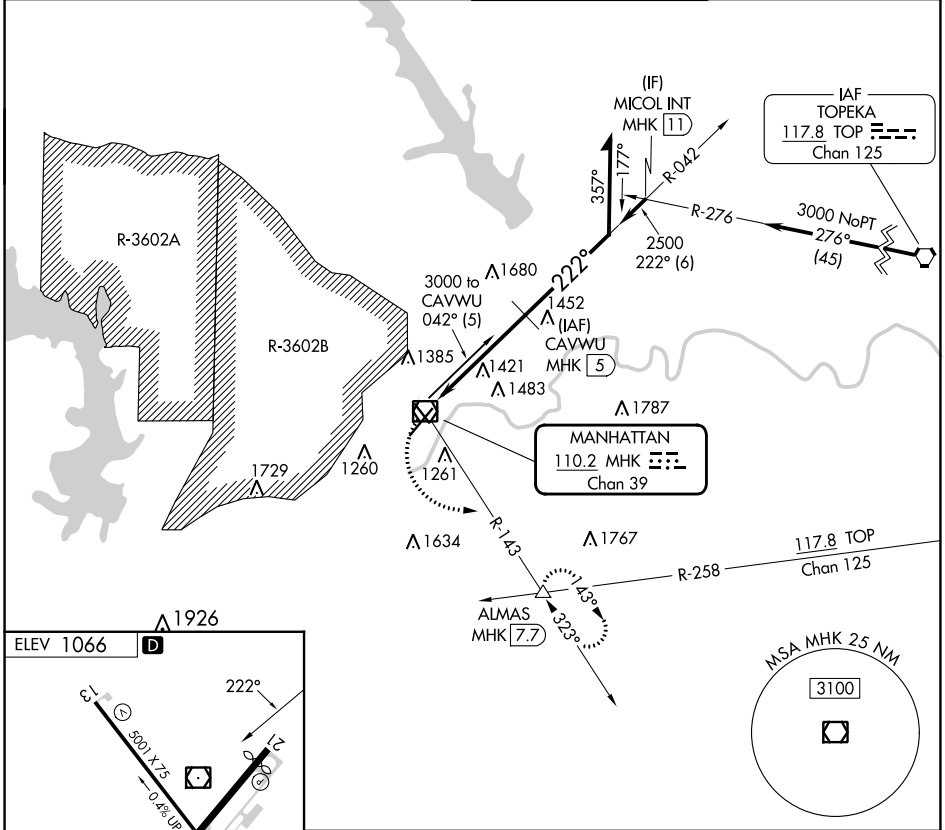 (IF)
MICOL INT
MHK 11
IAF
TOPEKA
117.8 TOP
Chan 125
R-042
357°
177°
R-276
3000 NoPT
276°
(45)
2500
222° (6)
R-3602A
R-3602B
3000 to
CAVWU
042° (5)
1680
222°
1452
(IAF)
CAVWU
MHK 5
1385
1421
1483
1787
MANHATTAN
110.2 MHK
Chan 39
1729
1260
1261
1634
R-143
1767
117.8 TOP
Chan 125
R-258
ALMAS
MHK 7.7
143°
323°
1926
ELEV 1066
D
222°
13
V
5001 X 75
0.4% UP
21
P
MSA MHK 25 NM
3100